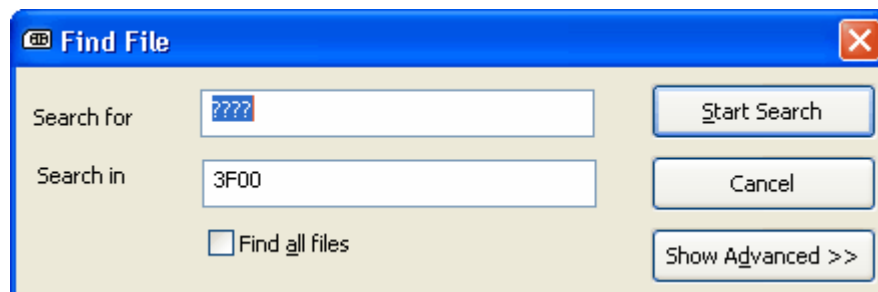 Find File
Search for
????
Start Search
Search in
3F00
Cancel
Find all files
Show Advanced >>